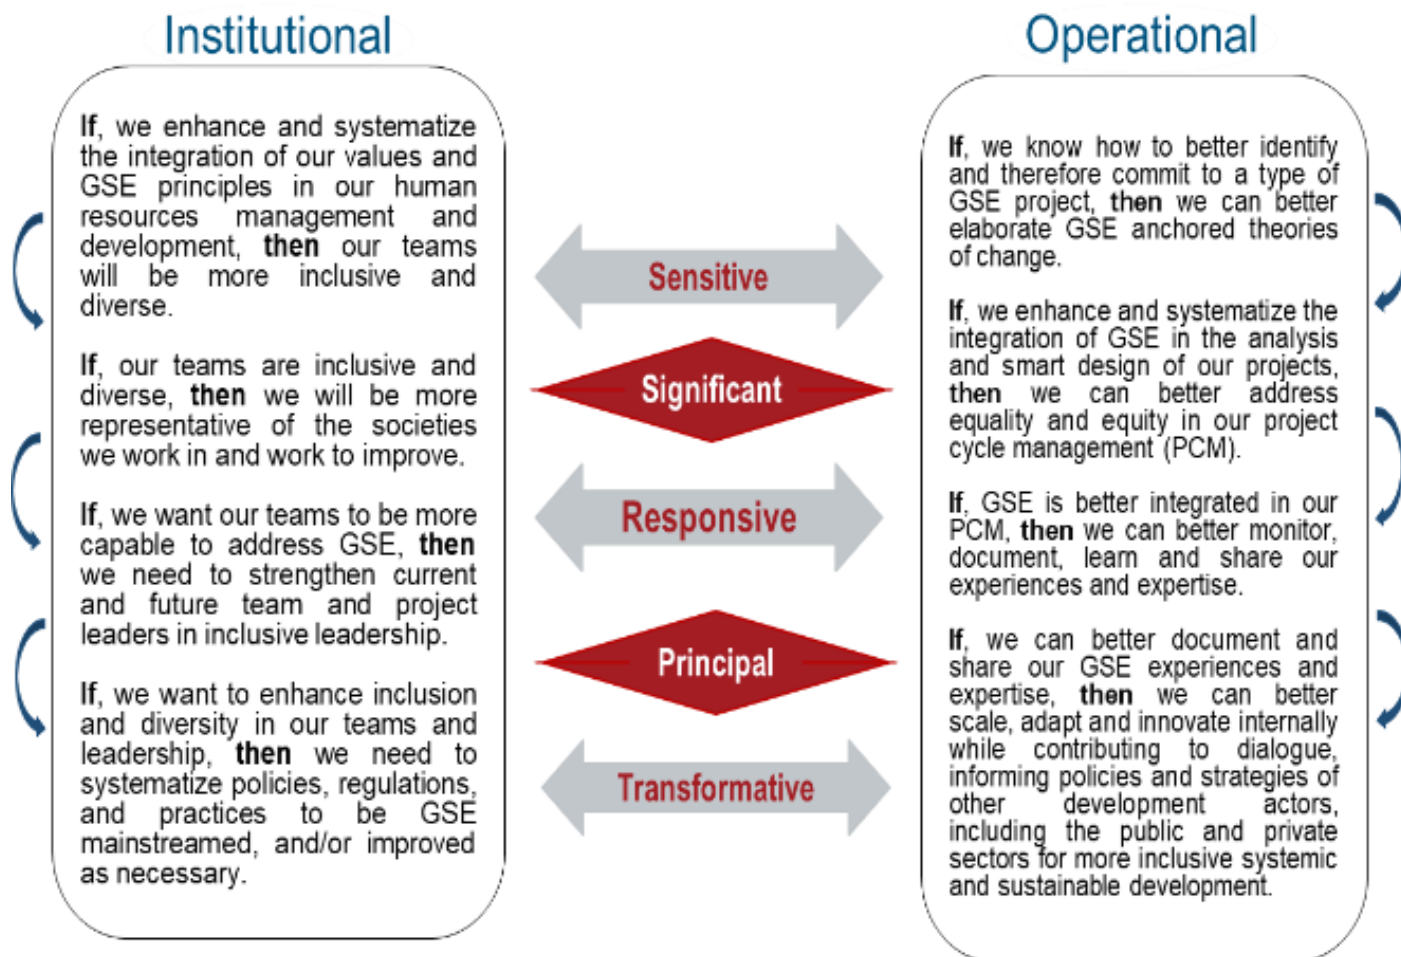 Institutional
If, we enhance and systematize
the integration of our values and
GSE principles in our human
resources management and
development, then our teams
will be more inclusive and
diverse.
If, our teams are inclusive and
diverse, then we will be more
representative of the societies
we work in and work to improve.
If, we want our teams to be more
capable to address GSE, then
we need to strengthen current
and future team and project
leaders in inclusive leadership.
If, we want to enhance inclusion
and diversity in our teams and
leadership, then we need to
systematize policies, regulations,
and practices to be GSE
mainstreamed, and/or improved
as necessary.
Sensitive
Significant
Responsive
Principal
Transformative
Operational
If, we know how to better identify
and therefore commit to a type of
GSE project, then we can better
elaborate GSE anchored theories
of change.
If, we enhance and systematize the
integration of GSE in the analysis
and smart design of our projects,
then we can better address
equality and equity in our project
cycle management (PCM).
If, GSE is better integrated in our
PCM, then we can better monitor,
document, learn and share our
experiences and expertise.
If, we can better document and
share our GSE experiences and
expertise, then we can better
scale, adapt and innovate internally
while contributing to dialogue,
informing policies and strategies of
other development actors,
including the public and private
sectors for more inclusive systemic
and sustainable development.